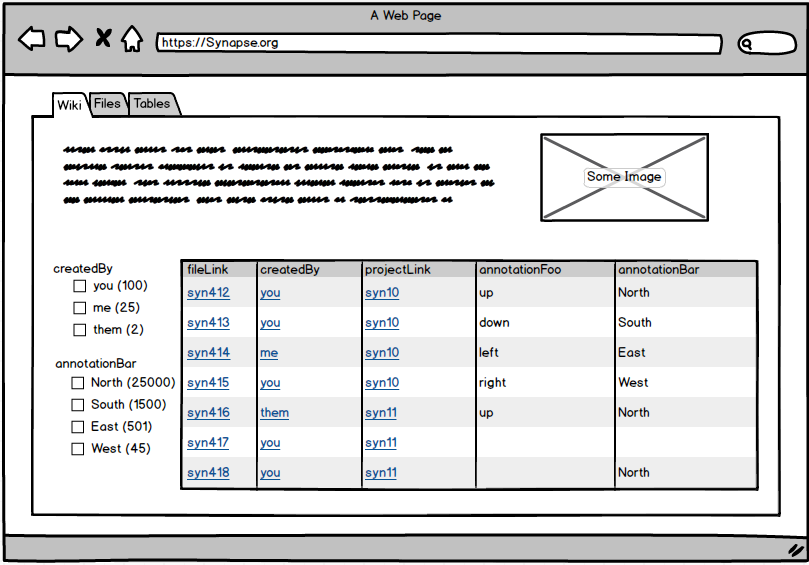 A Web Page
https://Synapse.org
Wiki Files Tables
Some Image
createdBy
you (100)
me (25)
them (2)
annotationBar
North (25000)
South (1500)
East (501)
West (45)
fileLink createdBy projectLink annotationFoo annotationBar
syn412 you syn10 up North
syn413 you syn10 down South
syn414 me syn10 left East
syn415 you syn10 right West
syn416 them syn11 up North
syn417 you syn11
syn418 you syn11 North